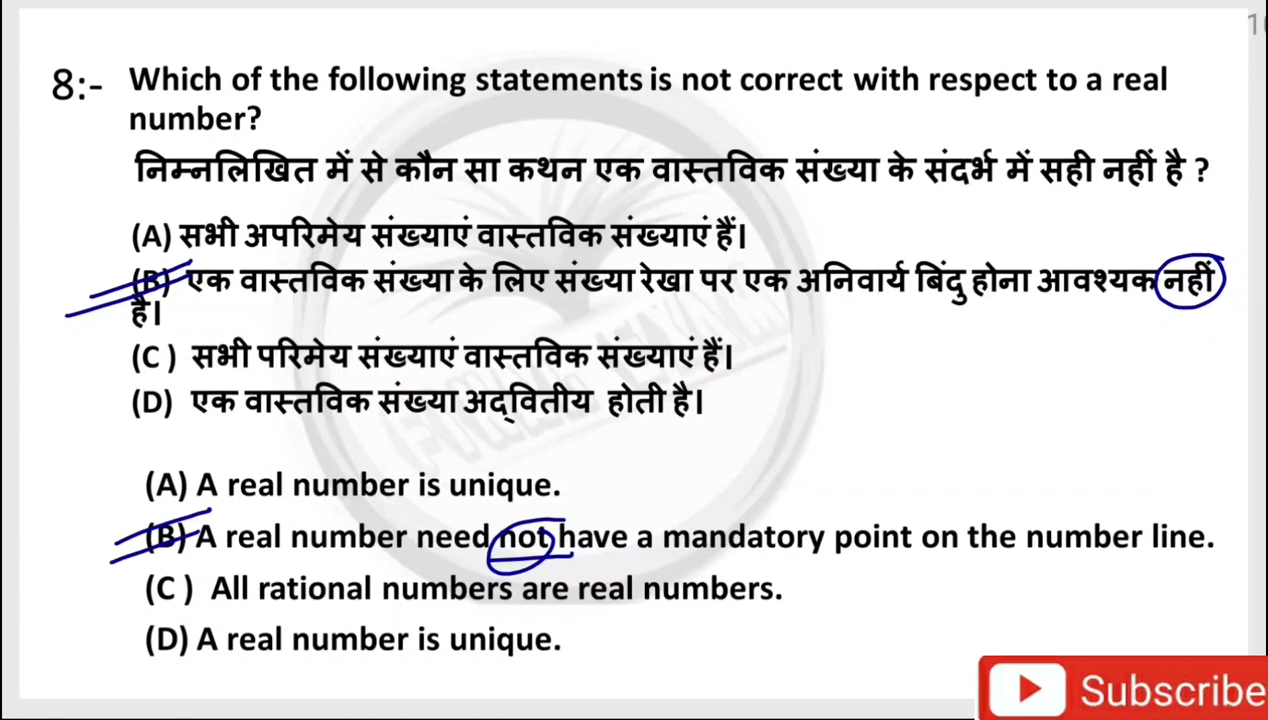 8:- Which of the following statements is not correct with respect to a real
number?
निम्नलिखित में से कौन सा कथन एक वास्तविक संख्या के संदर्भ में सही नहीं है ?
(A) सभी अपरिमेय संख्याएं वास्तविक संख्याएं हैं।
(B) एक वास्तविक संख्या के लिए संख्या रेखा पर एक अनिवार्य बिंदु होना आवश्यक नहीं
है।
(C ) सभी परिमेय संख्याएं वास्तविक संख्याएं हैं।
(D) एक वास्तविक संख्या अद्वितीय होती है।
(A) A real number is unique.
(B) A real number need not have a mandatory point on the number line.
(C ) All rational numbers are real numbers.
(D) A real number is unique.
Subscribe